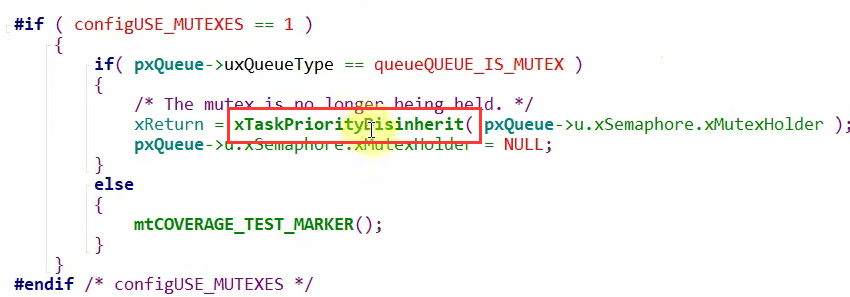 #if ( configUSE_MUTEXES == 1 )
{
if( pxQueue->uxQueueType == queueQUEUE_IS_MUTEX )
{
/* The mutex is no longer being held. */
xReturn = xTaskPriorityDisinherit( pxQueue->u.xSemaphore.xMutexHolder );
pxQueue->u.xSemaphore.xMutexHolder = NULL;
}
else
{
mtCOVERAGE_TEST_MARKER();
}
}
#endif /* configUSE_MUTEXES */